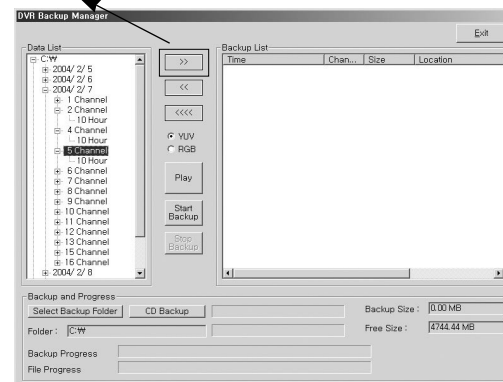 DVR Backup Manager
Exit
Data List
C:₩
2004/ 2/ 5
2004/ 2/ 6
2004/ 2/ 7
1 Channel
2 Channel
10 Hour
4 Channel
10 Hour
5 Channel
10 Hour
6 Channel
7 Channel
8 Channel
9 Channel
10 Channel
11 Channel
12 Channel
13 Channel
15 Channel
16 Channel
2004/ 2/ 8
>>
<<
<<<<
YUV
RGB
Play
Start
Backup
Stop
Backup
Backup List
Time Chan... Size Location
Backup and Progress
Select Backup Folder CD Backup
Backup Size : 0.00 MB
Folder : C:₩
Free Size : 4744.44 MB
Backup Progress
File Progress